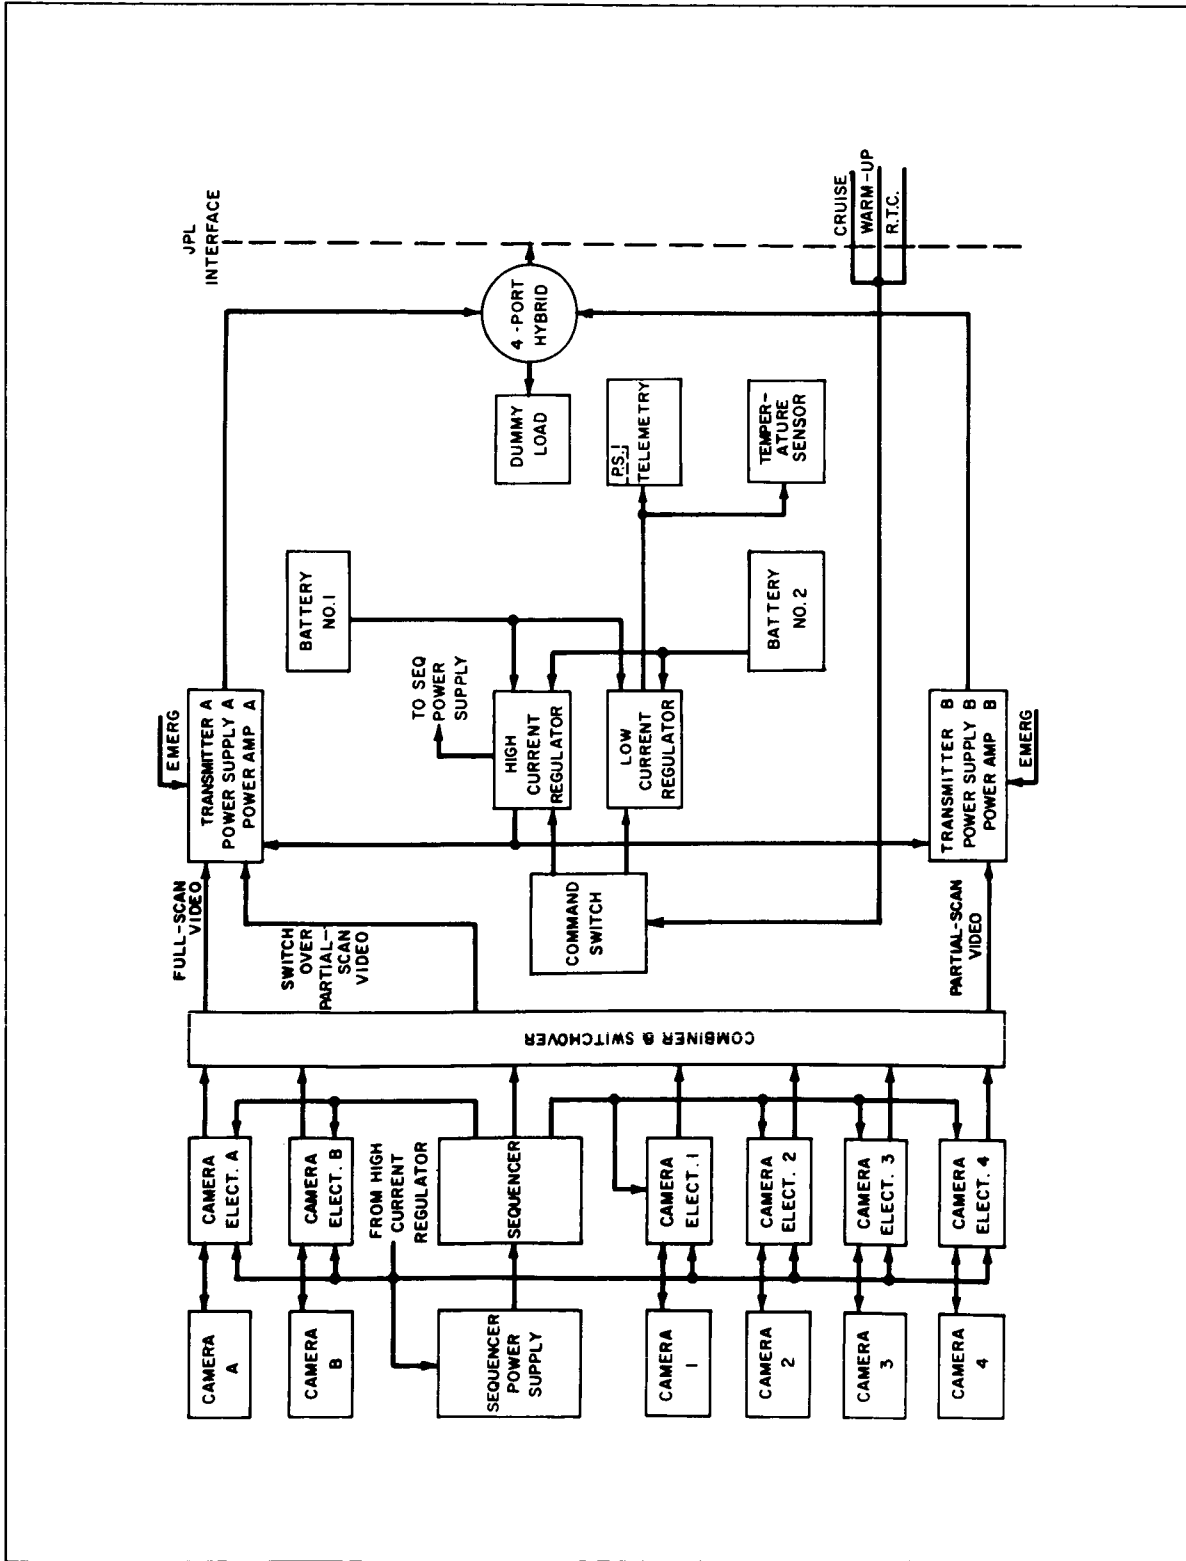 JPL
INTERFACE
CRUISE
WARM-UP
R.T.C.
4-PORT
HYBRID
DUMMY
LOAD
P.S.
TELEMETRY
TEMPER-
ATURE
SENSOR
BATTERY
NO.1
BATTERY
NO.2
EMERG
TRANSMITTER A
POWER SUPPLY A
POWER AMP A
TO SEQ
POWER
SUPPLY
HIGH
CURRENT
REGULATOR
LOW
CURRENT
REGULATOR
TRANSMITTER B
POWER SUPPLY B
POWER AMP B
EMERG
FULL-SCAN
VIDEO
SWITCH
OVER
PARTIAL-
SCAN
VIDEO
COMMAND
SWITCH
PARTIAL-SCAN
VIDEO
COMBINER & SWITCHOVER
CAMERA
ELECT. A
CAMERA
ELECT. B
FROM HIGH
CURRENT
REGULATOR
SEQUENCER
CAMERA
ELECT. 1
CAMERA
ELECT. 2
CAMERA
ELECT. 3
CAMERA
ELECT. 4
CAMERA
A
CAMERA
B
SEQUENCER
POWER
SUPPLY
CAMERA
1
CAMERA
2
CAMERA
3
CAMERA
4